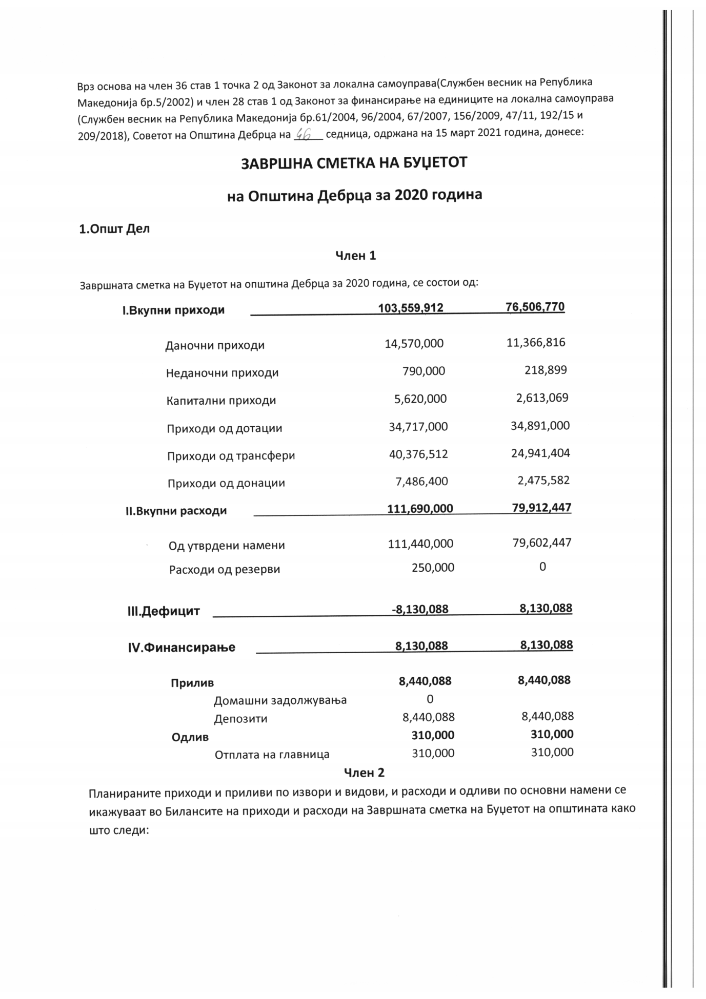 Врз основа на член 36 став 1 точка 2 од Законот за локална самоуправа(Службен весник на Република
Македонија бр.5/2002) и член 28 став 1 од Законот за финансирање на единиците на локална самоуправа
(Службен весник на Република Македонија бр.61/2004, 96/2004, 67/2007, 156/2009, 47/11, 192/15 и
209/2018), Советот на Општина Дебрца на 46 седница, одржана на 15 март 2021 година, донесе:
ЗАВРШНА СМЕТКА НА БУЏЕТОТ
на Општина Дебрца за 2020 година
1.Општ Дел
Член 1
Завршната сметка на Буџетот на општина Дебрца за 2020 година, се состои од:
I.Вкупни приходи 103,559,912 76,506,770
Даночни приходи 14,570,000 11,366,816
Неданочни приходи 790,000 218,899
Капитални приходи 5,620,000 2,613,069
Приходи од дотации 34,717,000 34,891,000
Приходи од трансфери 40,376,512 24,941,404
Приходи од донации 7,486,400 2,475,582
II.Вкупни расходи 111,690,000 79,912,447
Од утврдени намени 111,440,000 79,602,447
Расходи од резерви 250,000 0
III.Дефицит -8,130,088 8,130,088
IV.Финансирање 8,130,088 8,130,088
Прилив 8,440,088 8,440,088
Домашни задолжувања 0
Депозити 8,440,088 8,440,088
Одлив 310,000 310,000
Отплата на главница 310,000 310,000
Член 2
Планираните приходи и приливи по извори и видови, и расходи и одливи по основни намени се
икажуваат во Билансите на приходи и расходи на Завршната сметка на Буџетот на општината како
што следи: